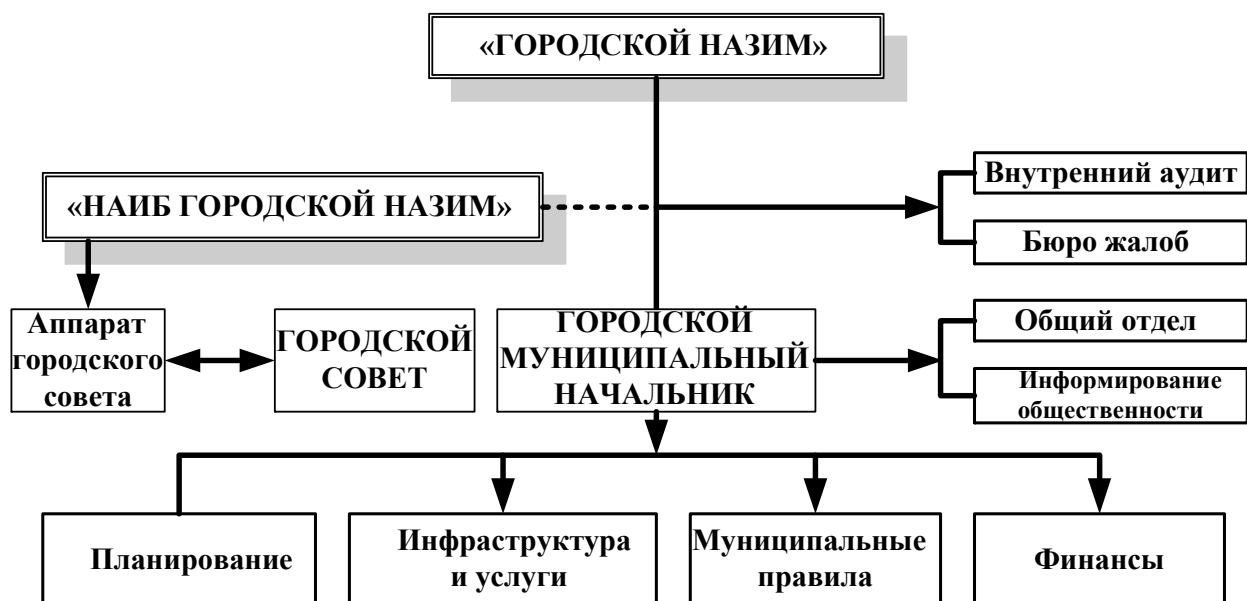 «ГОРОДСКОЙ НАЗИМ»
Внутренний аудит
«НАИБ ГОРОДСКОЙ НАЗИМ»
Бюро жалоб
Аппарат
городского
совета
ГОРОДСКОЙ
СОВЕТ
ГОРОДСКОЙ
МУНИЦИПАЛЬНЫЙ
НАЧАЛЬНИК
Общий отдел
Информирование
общественности
Планирование
Инфраструктура
и услуги
Муниципальные
правила
Финансы